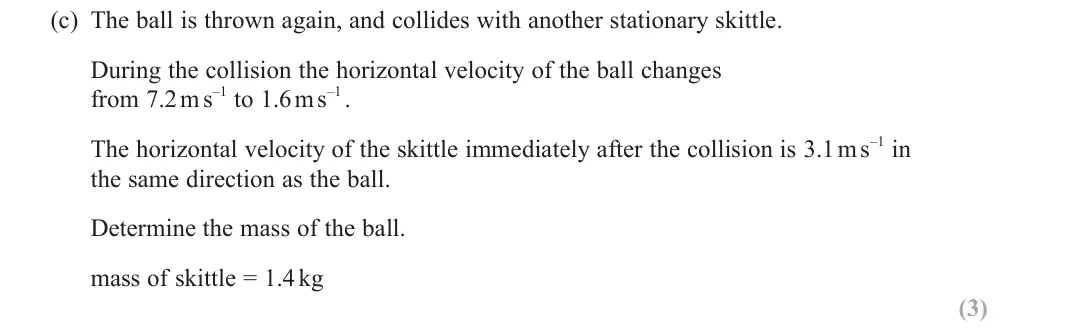 (c) The ball is thrown again, and collides with another stationary skittle.
During the collision the horizontal velocity of the ball changes
from 7.2 m s⁻¹ to 1.6 m s⁻¹.
The horizontal velocity of the skittle immediately after the collision is 3.1 m s⁻¹ in
the same direction as the ball.
Determine the mass of the ball.
mass of skittle = 1.4 kg
(3)